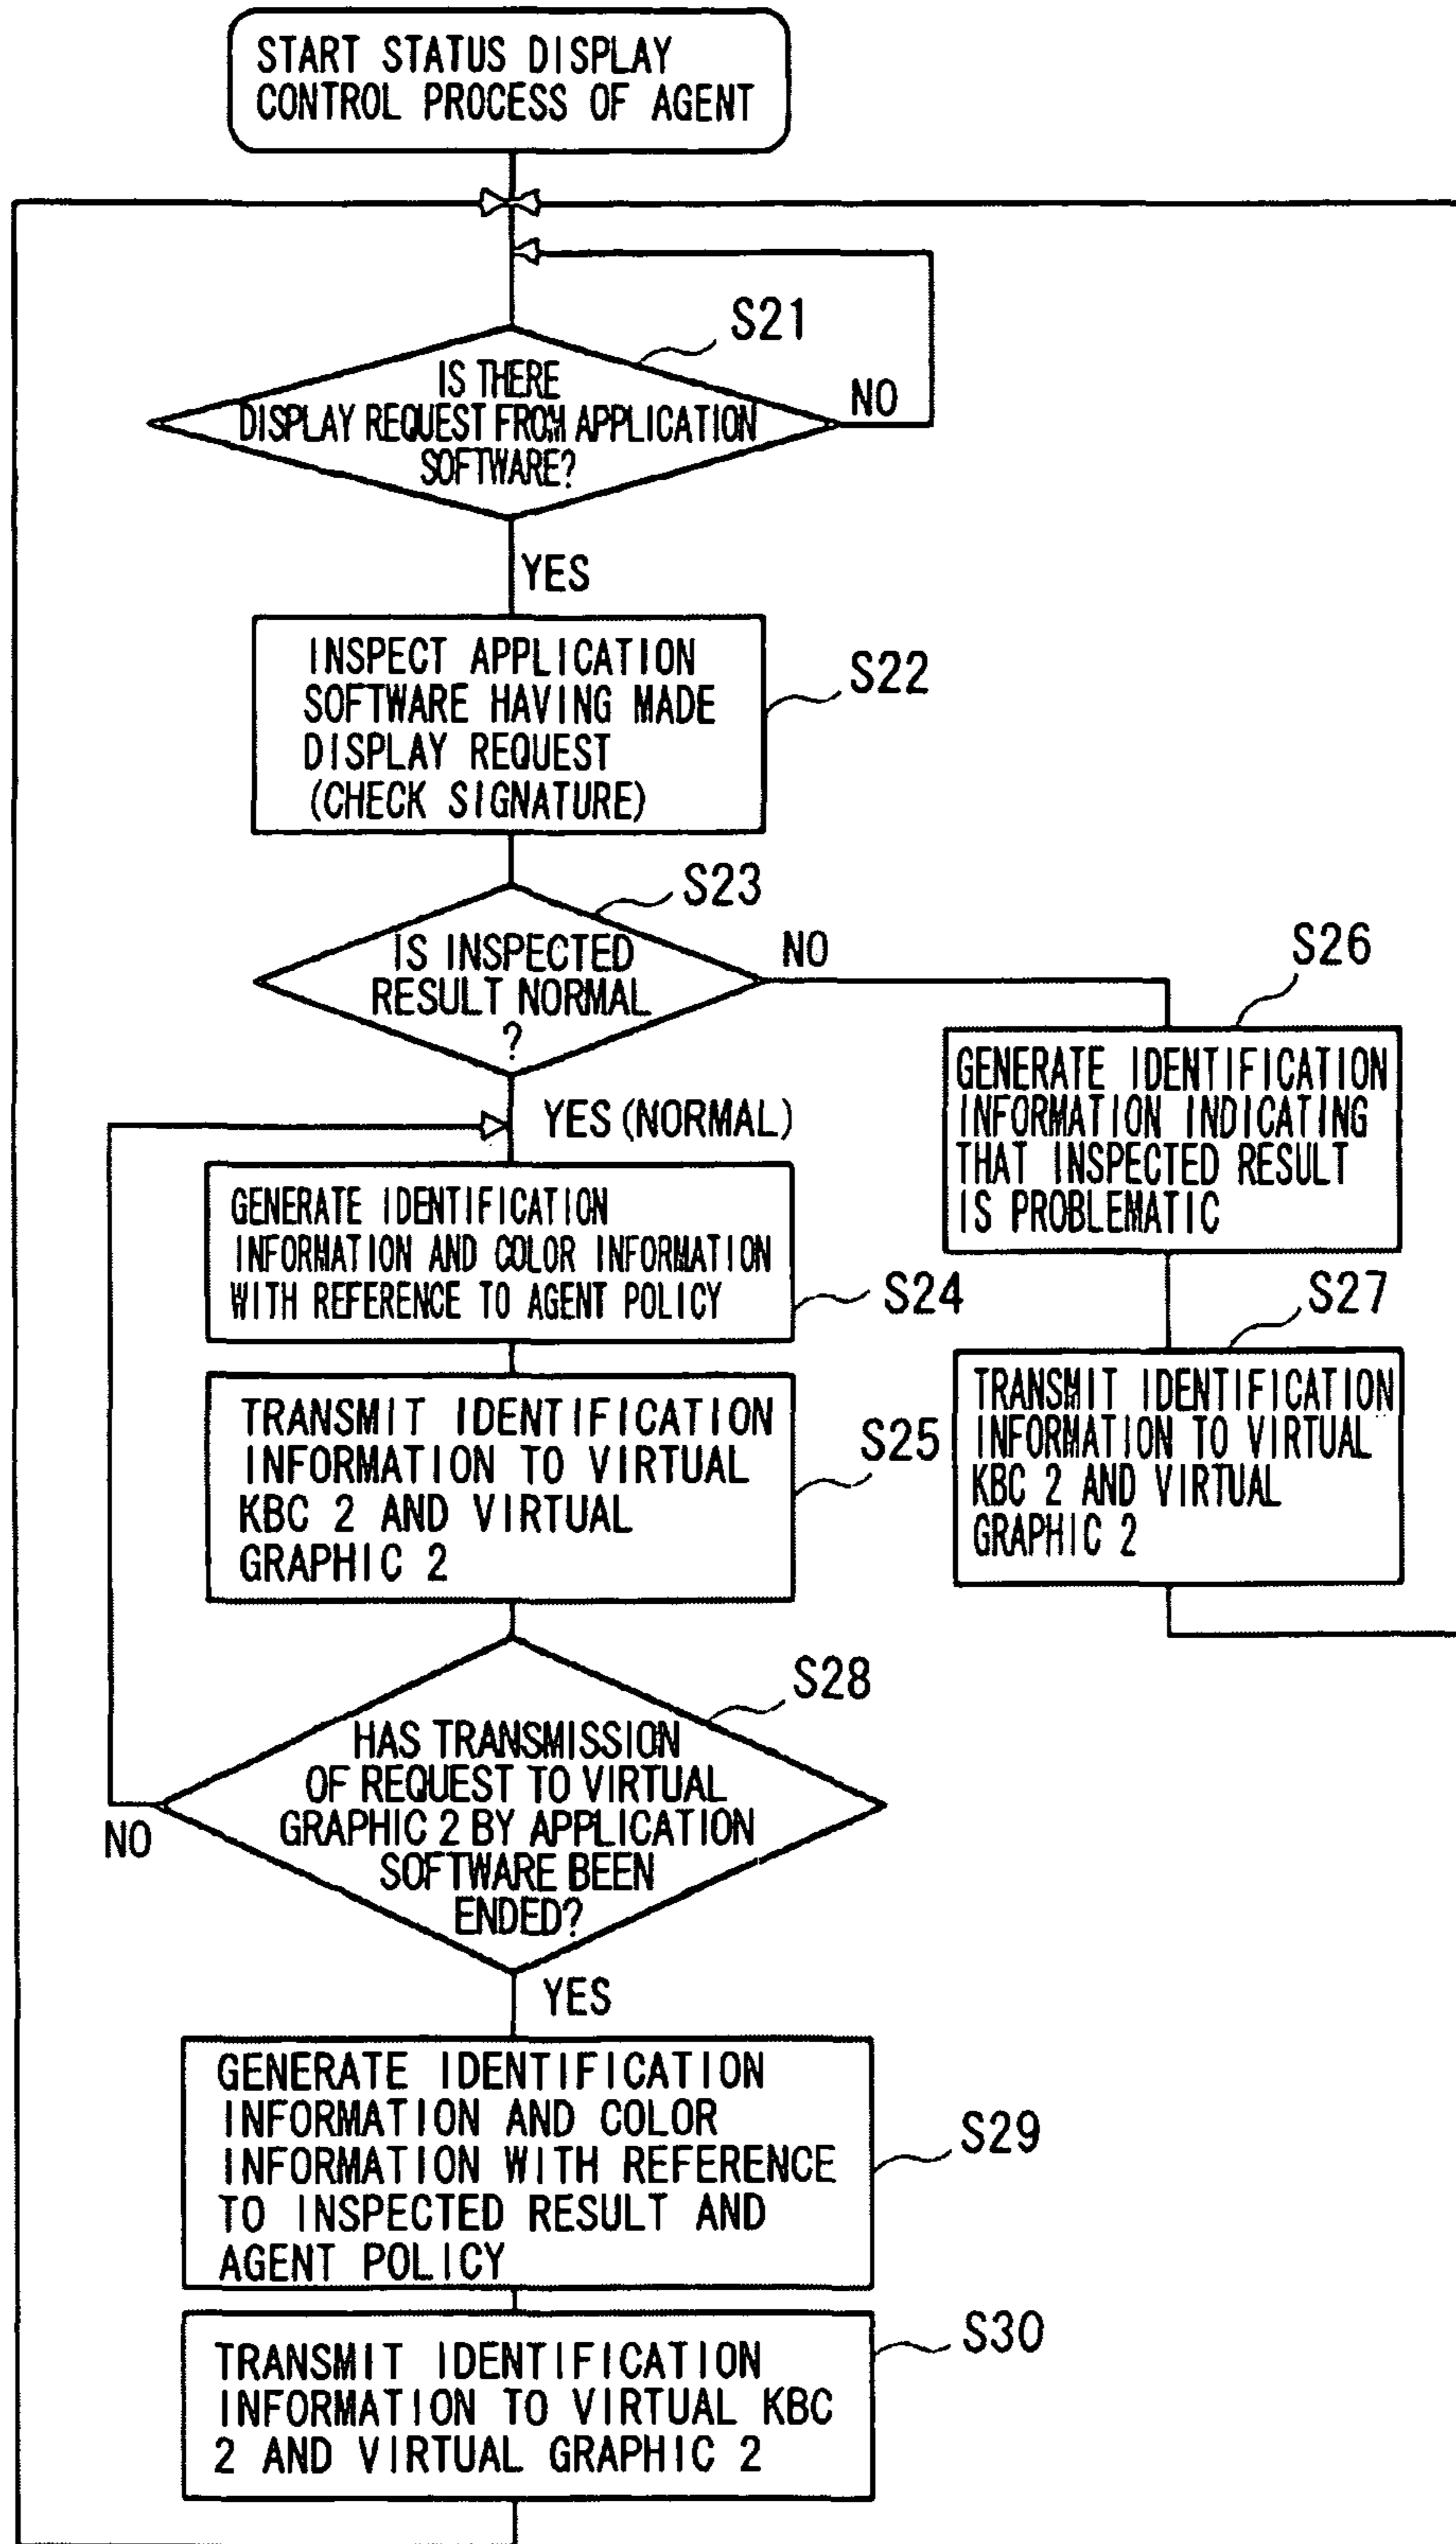 START STATUS DISPLAY
CONTROL PROCESS OF AGENT
S21
IS THERE
DISPLAY REQUEST FROM APPLICATION
SOFTWARE?
NO
YES
INSPECT APPLICATION
SOFTWARE HAVING MADE
DISPLAY REQUEST
(CHECK SIGNATURE)
S22
S23
IS INSPECTED
RESULT NORMAL
?
NO
YES (NORMAL)
S26
GENERATE IDENTIFICATION
INFORMATION INDICATING
THAT INSPECTED RESULT
IS PROBLEMATIC
GENERATE IDENTIFICATION
INFORMATION AND COLOR INFORMATION
WITH REFERENCE TO AGENT POLICY
S24
S27
TRANSMIT IDENTIFICATION
INFORMATION TO VIRTUAL
KBC 2 AND VIRTUAL
GRAPHIC 2
TRANSMIT IDENTIFICATION
INFORMATION TO VIRTUAL
KBC 2 AND VIRTUAL
GRAPHIC 2
S25
S28
HAS TRANSMISSION
OF REQUEST TO VIRTUAL
GRAPHIC 2 BY APPLICATION
SOFTWARE BEEN
ENDED?
NO
YES
GENERATE IDENTIFICATION
INFORMATION AND COLOR
INFORMATION WITH REFERENCE
TO INSPECTED RESULT AND
AGENT POLICY
S29
TRANSMIT IDENTIFICATION
INFORMATION TO VIRTUAL KBC
2 AND VIRTUAL GRAPHIC 2
S30